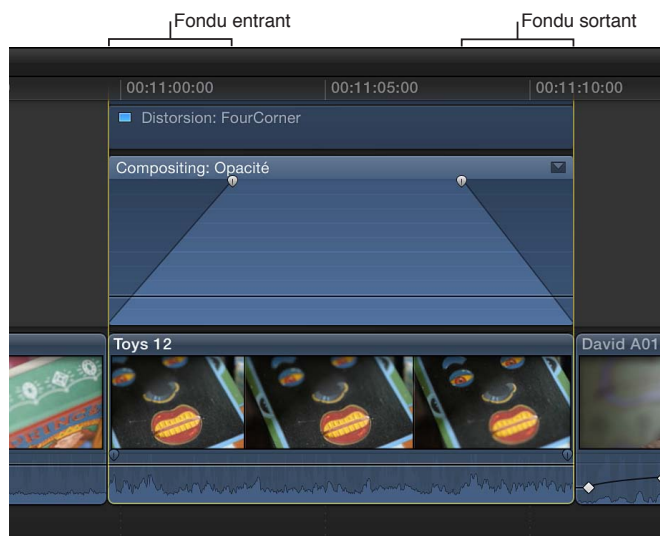 Fondu entrant
Fondu sortant
00:11:00:00
00:11:05:00
00:11:10:00
Distorsion: FourCorner
Compositing: Opacité
Toys 12
David A01